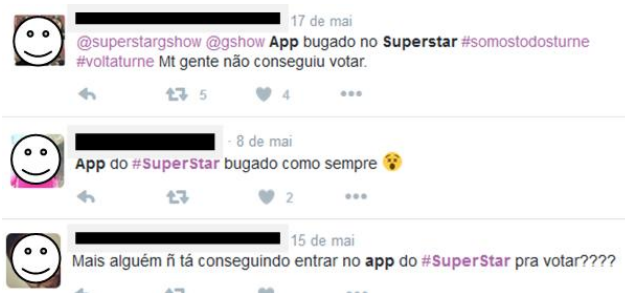 17 de mai
@superstargshow @gshow App bugado no Superstar #somostodosturne
#voltaturne Mt gente não conseguiu votar.
5 4
· 8 de mai
App do #SuperStar bugado como sempre 😵
2
15 de mai
Mais alguém ñ tá conseguindo entrar no app do #SuperStar pra votar????